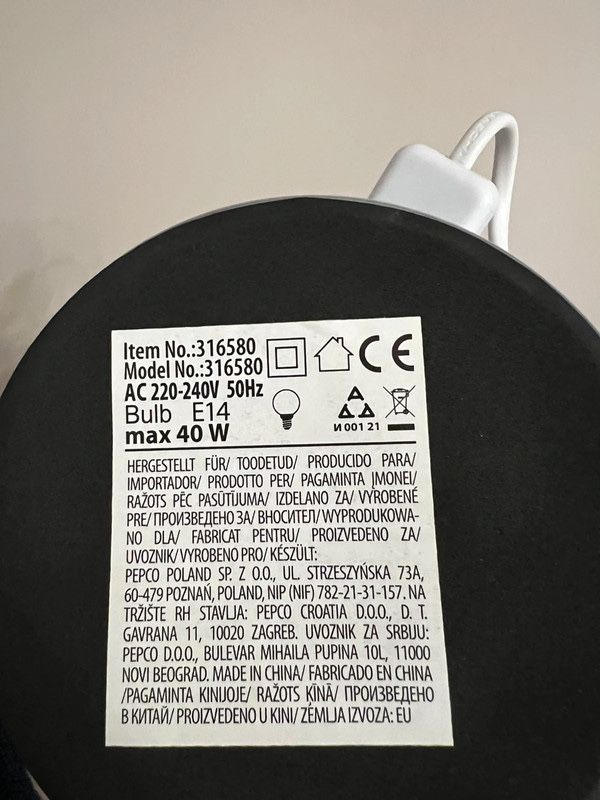 Item No.:316580
Model No.:316580
AC 220-240V 50Hz
Bulb E14
max 40 W
CE
И 001 21
HERGESTELLT FÜR/ TOODETUD/ PRODUCIDO PARA/
IMPORTADOR/ PRODOTTO PER/ PAGAMINTA ĮMONEI/
RAŽOTS PĒC PASŪTĪJUMA/ IZDELANO ZA/ VYROBENÉ
PRE/ ПРОИЗВЕДЕНО ЗА/ ВНОСИТЕЛ/ WYPRODUKOWA-
NO DLA/ FABRICAT PENTRU/ PROIZVEDENO ZA/
UVOZNIK/ VYROBENO PRO/ KÉSZÜLT:
PEPCO POLAND SP. Z O.O., UL. STRZESZYŃSKA 73A,
60-479 POZNAŃ, POLAND, NIP (NIF) 782-21-31-157. NA
TRŽIŠTE RH STAVLJA: PEPCO CROATIA D.O.O., D. T.
GAVRANA 11, 10020 ZAGREB. UVOZNIK ZA SRBIJU:
PEPCO D.O.O., BULEVAR MIHAILA PUPINA 10L, 11000
NOVI BEOGRAD. MADE IN CHINA/ FABRICADO EN CHINA
/PAGAMINTA KINIJOJE/ RAŽOTS ĶĪNĀ/ ПРОИЗВЕДЕНО
В КИТАЙ/ PROIZVEDENO U KINI/ ZEMLJA IZVOZA: EU